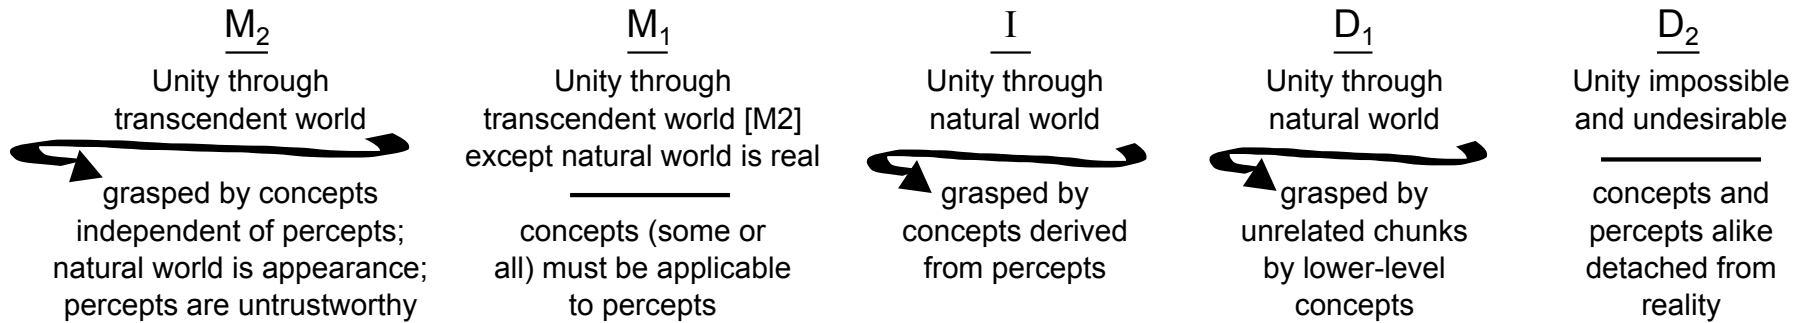 M₂
Unity through
transcendent world
grasped by concepts
independent of percepts;
natural world is appearance;
percepts are untrustworthy
M₁
Unity through
transcendent world [M2]
except natural world is real
concepts (some or
all) must be applicable
to percepts
I
Unity through
natural world
grasped by
concepts derived
from percepts
D₁
Unity through
natural world
grasped by
unrelated chunks
by lower-level
concepts
D₂
Unity impossible
and undesirable
concepts and
percepts alike
detached from
reality